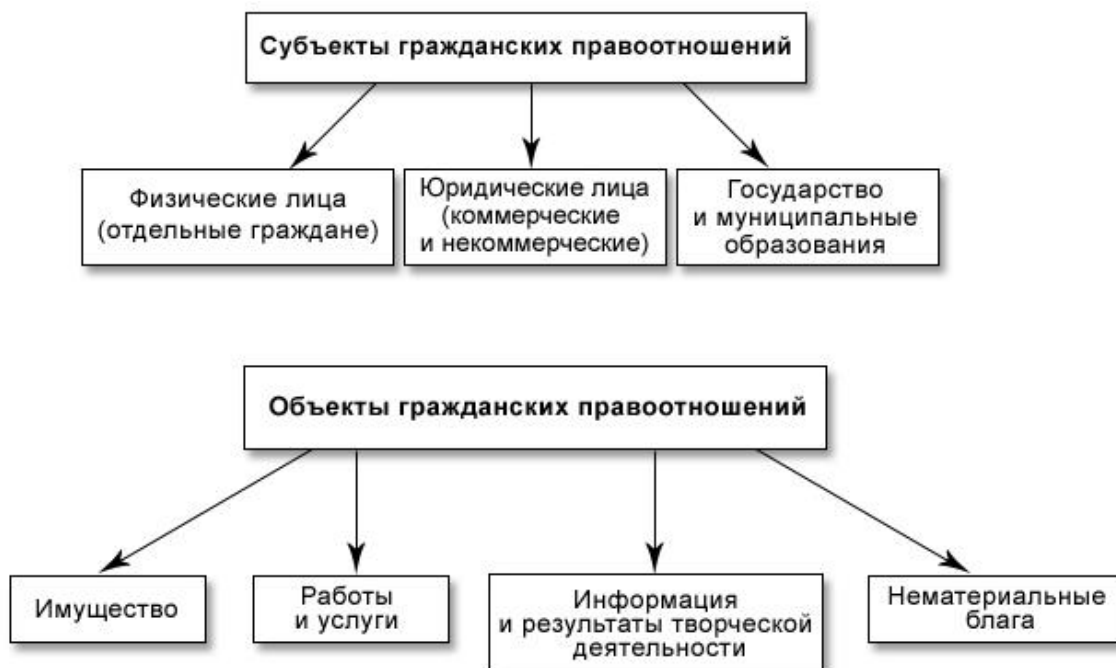 Субъекты гражданских правоотношений
Физические лица
(отдельные граждане)
Юридические лица
(коммерческие
и некоммерческие)
Государство
и муниципальные
образования
Объекты гражданских правоотношений
Имущество
Работы
и услуги
Информация
и результаты творческой
деятельности
Нематериальные
блага